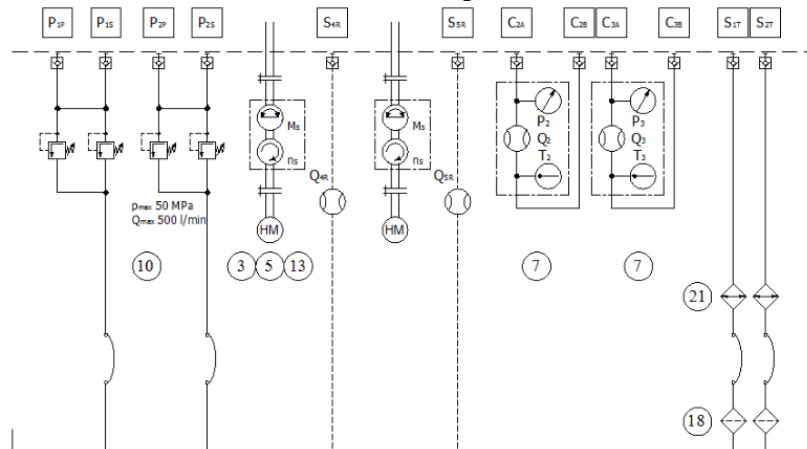 P1P P1S P2P P2S S4R S5R C2A C2B C3A C3B S1T S2T
Ms Ms P2 P3
Q2 Q3
ns ns T2 T3
Q4R Q5R
pmax 50 MPa
Qmax 500 l/min
HM HM
10 3 5 13 7 7
21
18